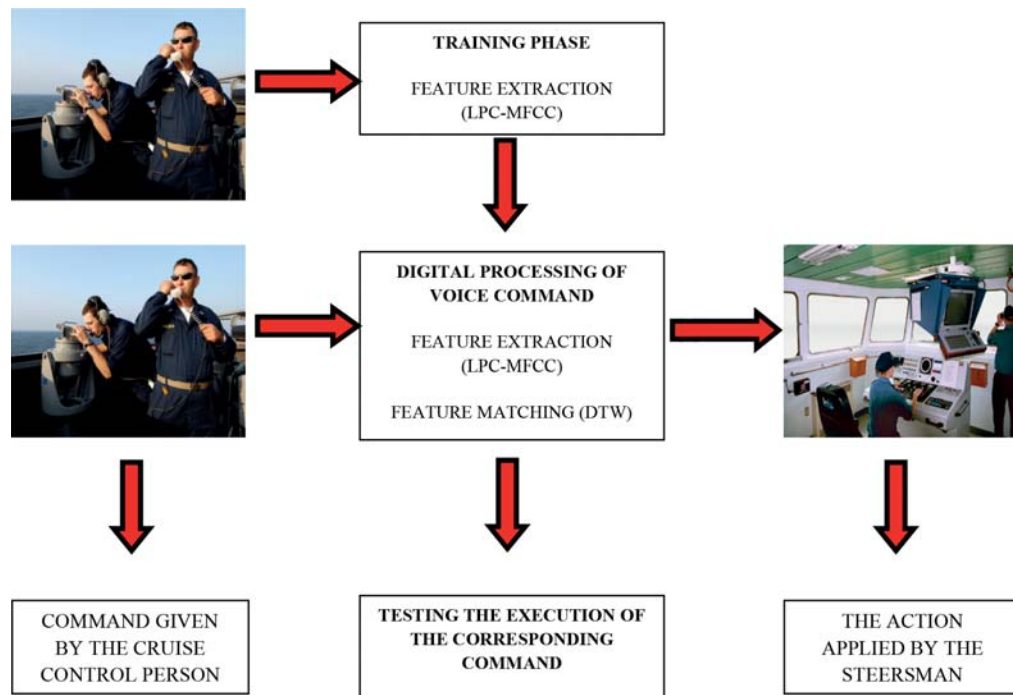 TRAINING PHASE
FEATURE EXTRACTION
(LPC-MFCC)
DIGITAL PROCESSING OF
VOICE COMMAND
FEATURE EXTRACTION
(LPC-MFCC)
FEATURE MATCHING (DTW)
COMMAND GIVEN
BY THE CRUISE
CONTROL PERSON
TESTING THE EXECUTION OF
THE CORRESPONDING
COMMAND
THE ACTION
APPLIED BY THE
STEERSMAN